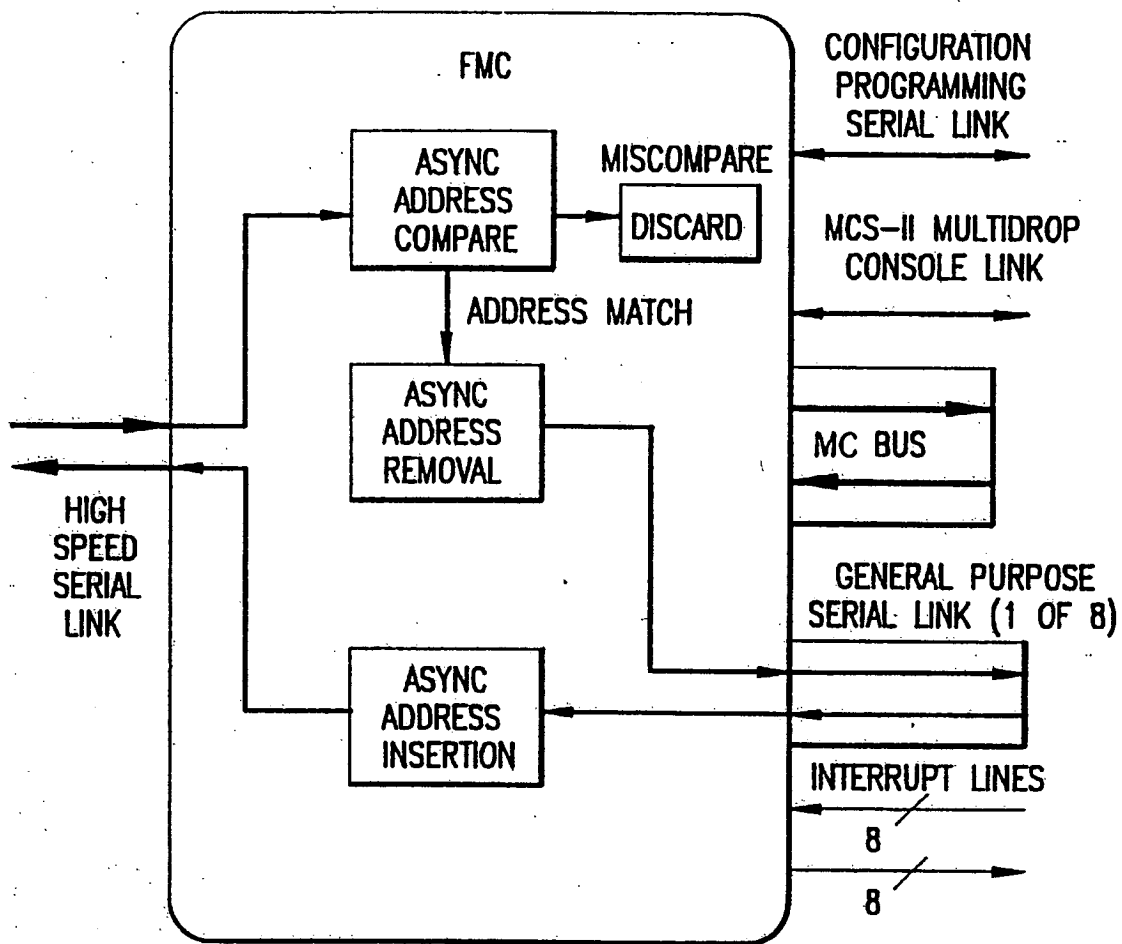 FMC
CONFIGURATION
PROGRAMMING
SERIAL LINK
ASYNC
ADDRESS
COMPARE
MISCOMPARE
DISCARD
MCS-II MULTIDROP
CONSOLE LINK
ADDRESS MATCH
ASYNC
ADDRESS
REMOVAL
MC BUS
HIGH
SPEED
SERIAL
LINK
GENERAL PURPOSE
SERIAL LINK (1 OF 8)
ASYNC
ADDRESS
INSERTION
INTERRUPT LINES
8
8